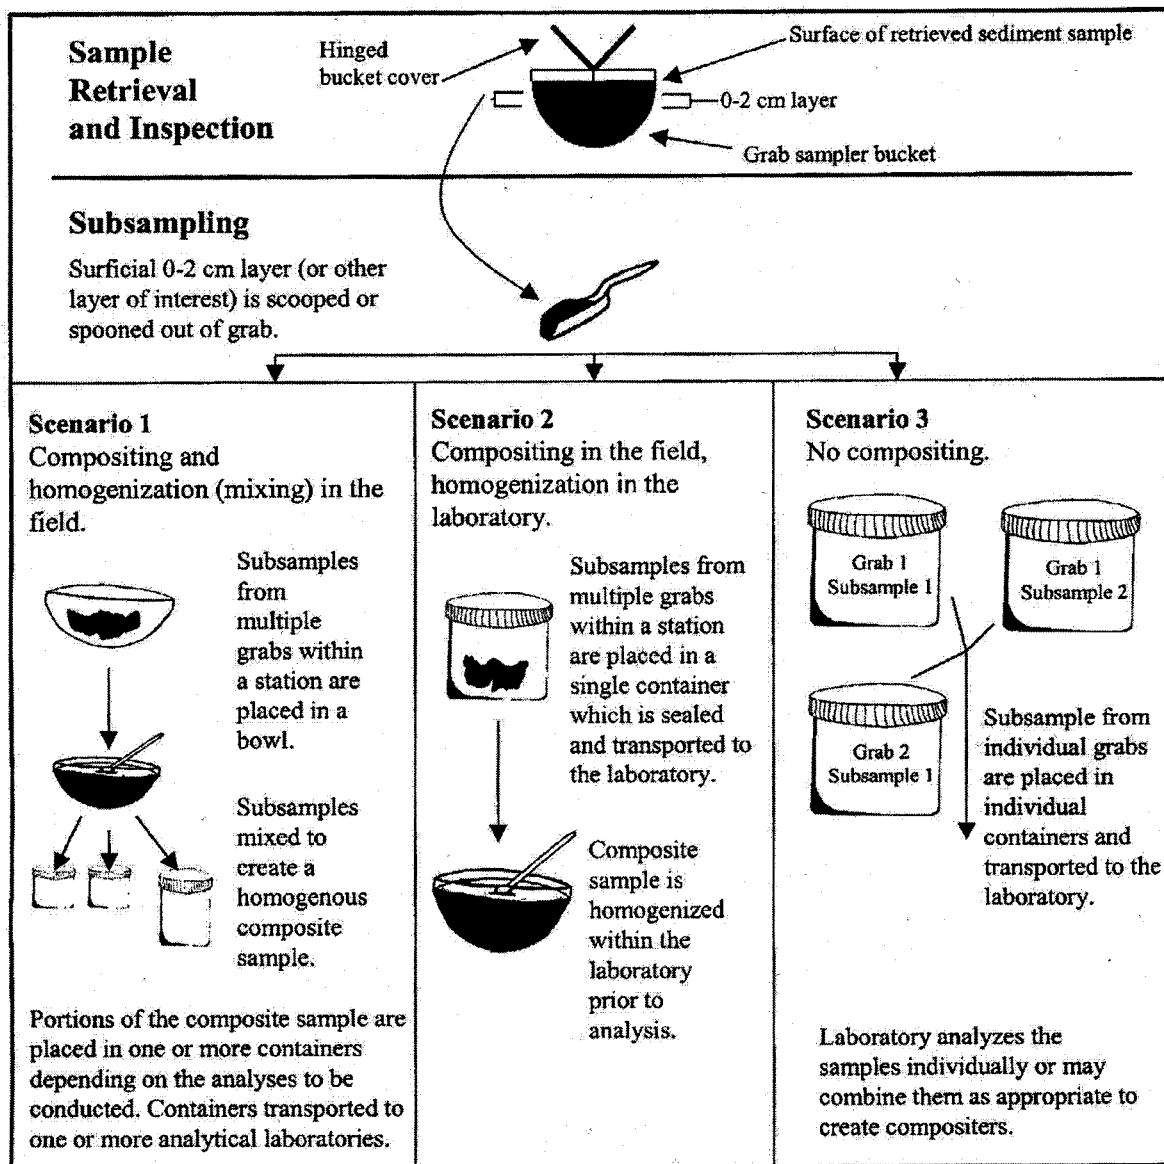 Sample
Retrieval
and Inspection
Hinged
bucket cover
Surface of retrieved sediment sample
0-2 cm layer
Grab sampler bucket
Subsampling
Surficial 0-2 cm layer (or other
layer of interest) is scooped or
spooned out of grab.
Scenario 1
Compositing and
homogenization (mixing) in the
field.
Subsamples
from
multiple
grabs within
a station are
placed in a
bowl.
Subsamples
mixed to
create a
homogenous
composite
sample.
Portions of the composite sample are
placed in one or more containers
depending on the analyses to be
conducted. Containers transported to
one or more analytical laboratories.
Scenario 2
Compositing in the field,
homogenization in the
laboratory.
Subsamples from
multiple grabs
within a station
are placed in a
single container
which is sealed
and transported to
the laboratory.
Composite
sample is
homogenized
within the
laboratory
prior to
analysis.
Scenario 3
No compositing.
Grab 1
Subsample 1
Grab 1
Subsample 2
Grab 2
Subsample 1
Subsample from
individual grabs
are placed in
individual
containers and
transported to the
laboratory.
Laboratory analyzes the
samples individually or may
combine them as appropriate to
create compositers.